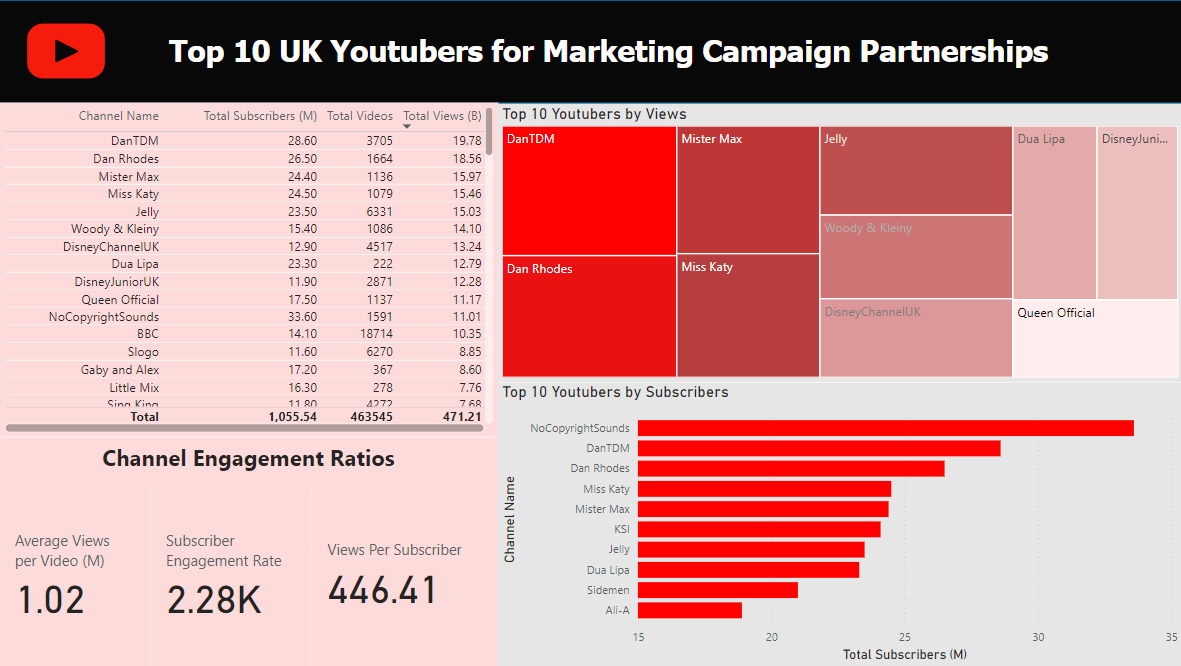 Top 10 UK Youtubers for Marketing Campaign Partnerships
Channel Name Total Subscribers (M) Total Videos Total Views (B)
DanTDM 28.60 3705 19.78
Dan Rhodes 26.50 1664 18.56
Mister Max 24.40 1136 15.97
Miss Katy 24.50 1079 15.46
Jelly 23.50 6331 15.03
Woody & Kleiny 15.40 1086 14.10
DisneyChannelUK 12.90 4517 13.24
Dua Lipa 23.30 222 12.79
DisneyJuniorUK 11.90 2871 12.28
Queen Official 17.50 1137 11.17
NoCopyrightSounds 33.60 1591 11.01
BBC 14.10 18714 10.35
Slogo 11.60 6270 8.85
Gaby and Alex 17.20 367 8.60
Little Mix 16.30 278 7.76
Sing King 11.80 4272 7.68
Total 1,055.54 463545 471.21
Channel Engagement Ratios
Average Views
per Video (M)
1.02
Subscriber
Engagement Rate
2.28K
Views Per Subscriber
446.41
Top 10 Youtubers by Views
DanTDM
Dan Rhodes
Mister Max
Miss Katy
Jelly
Woody & Kleiny
DisneyChannelUK
Dua Lipa
DisneyJuni...
Queen Official
Top 10 Youtubers by Subscribers
Channel Name
NoCopyrightSounds
DanTDM
Dan Rhodes
Miss Katy
Mister Max
KSI
Jelly
Dua Lipa
Sidemen
Ali-A
15 20 25 30 35
Total Subscribers (M)